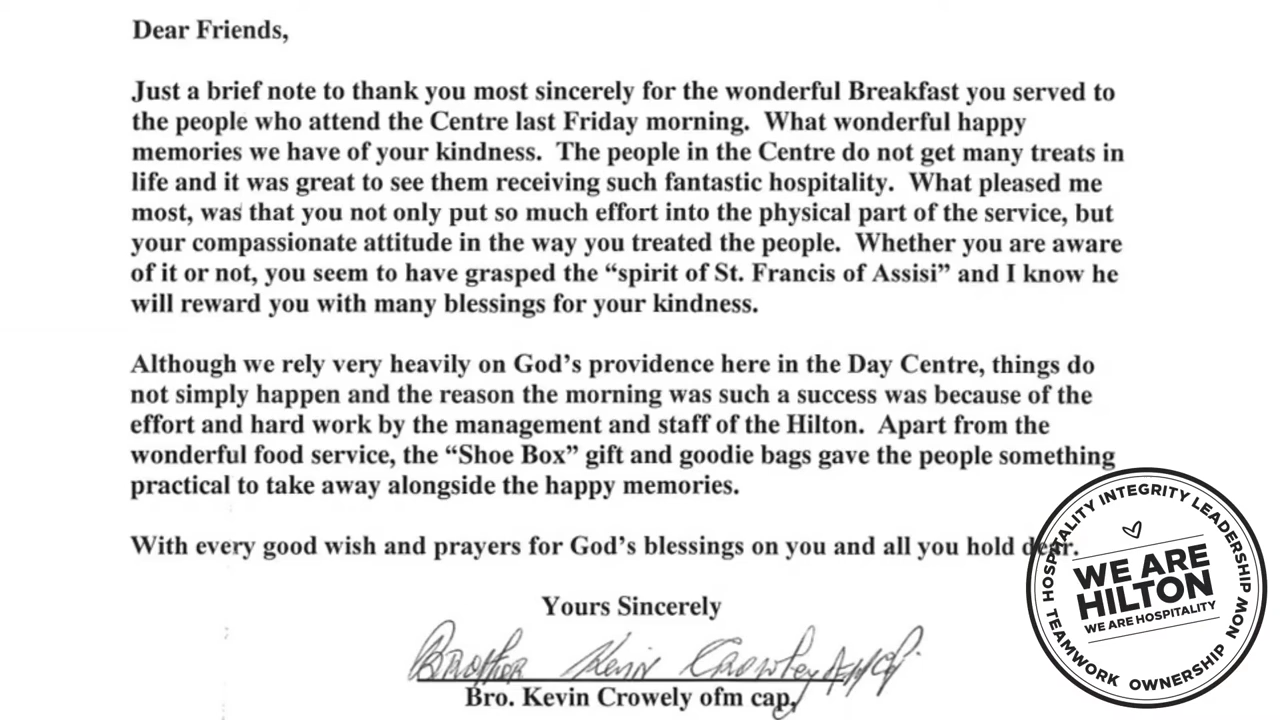 Dear Friends,
Just a brief note to thank you most sincerely for the wonderful Breakfast you served to
the people who attend the Centre last Friday morning. What wonderful happy
memories we have of your kindness. The people in the Centre do not get many treats in
life and it was great to see them receiving such fantastic hospitality. What pleased me
most, was that you not only put so much effort into the physical part of the service, but
your compassionate attitude in the way you treated the people. Whether you are aware
of it or not, you seem to have grasped the “spirit of St. Francis of Assisi” and I know he
will reward you with many blessings for your kindness.
Although we rely very heavily on God’s providence here in the Day Centre, things do
not simply happen and the reason the morning was such a success was because of the
effort and hard work by the management and staff of the Hilton. Apart from the
wonderful food service, the “Shoe Box” gift and goodie bags gave the people something
practical to take away alongside the happy memories.
With every good wish and prayers for God’s blessings on you and all you hold dear.
Yours Sincerely
Brother Kevin Crowley
Bro. Kevin Crowely ofm cap,
HOSPITALITY INTEGRITY LEADERSHIP
WE ARE
HILTON
WE ARE HOSPITALITY
TEAMWORK OWNERSHIP NOW